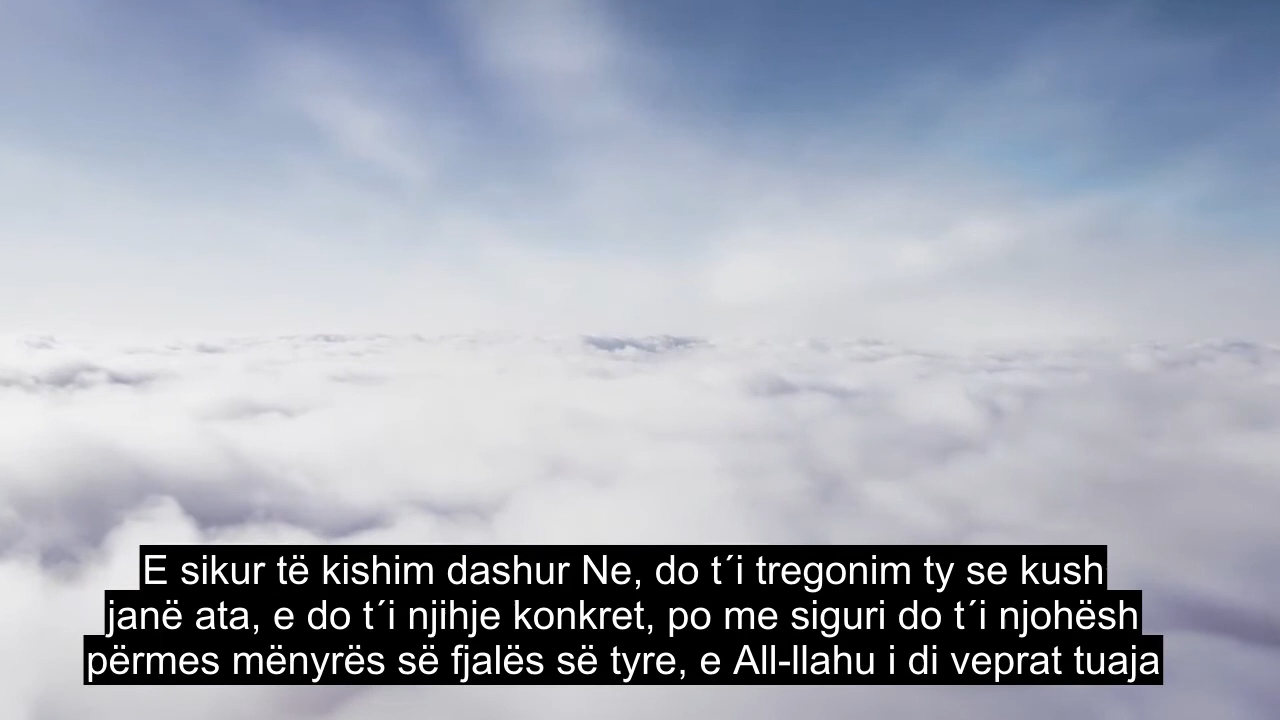 E sikur të kishim dashur Ne, do t´i tregonim ty se kush
janë ata, e do t´i njihje konkret, po me siguri do t´i njohësh
përmes mënyrës së fjalës së tyre, e All-llahu i di veprat tuaja